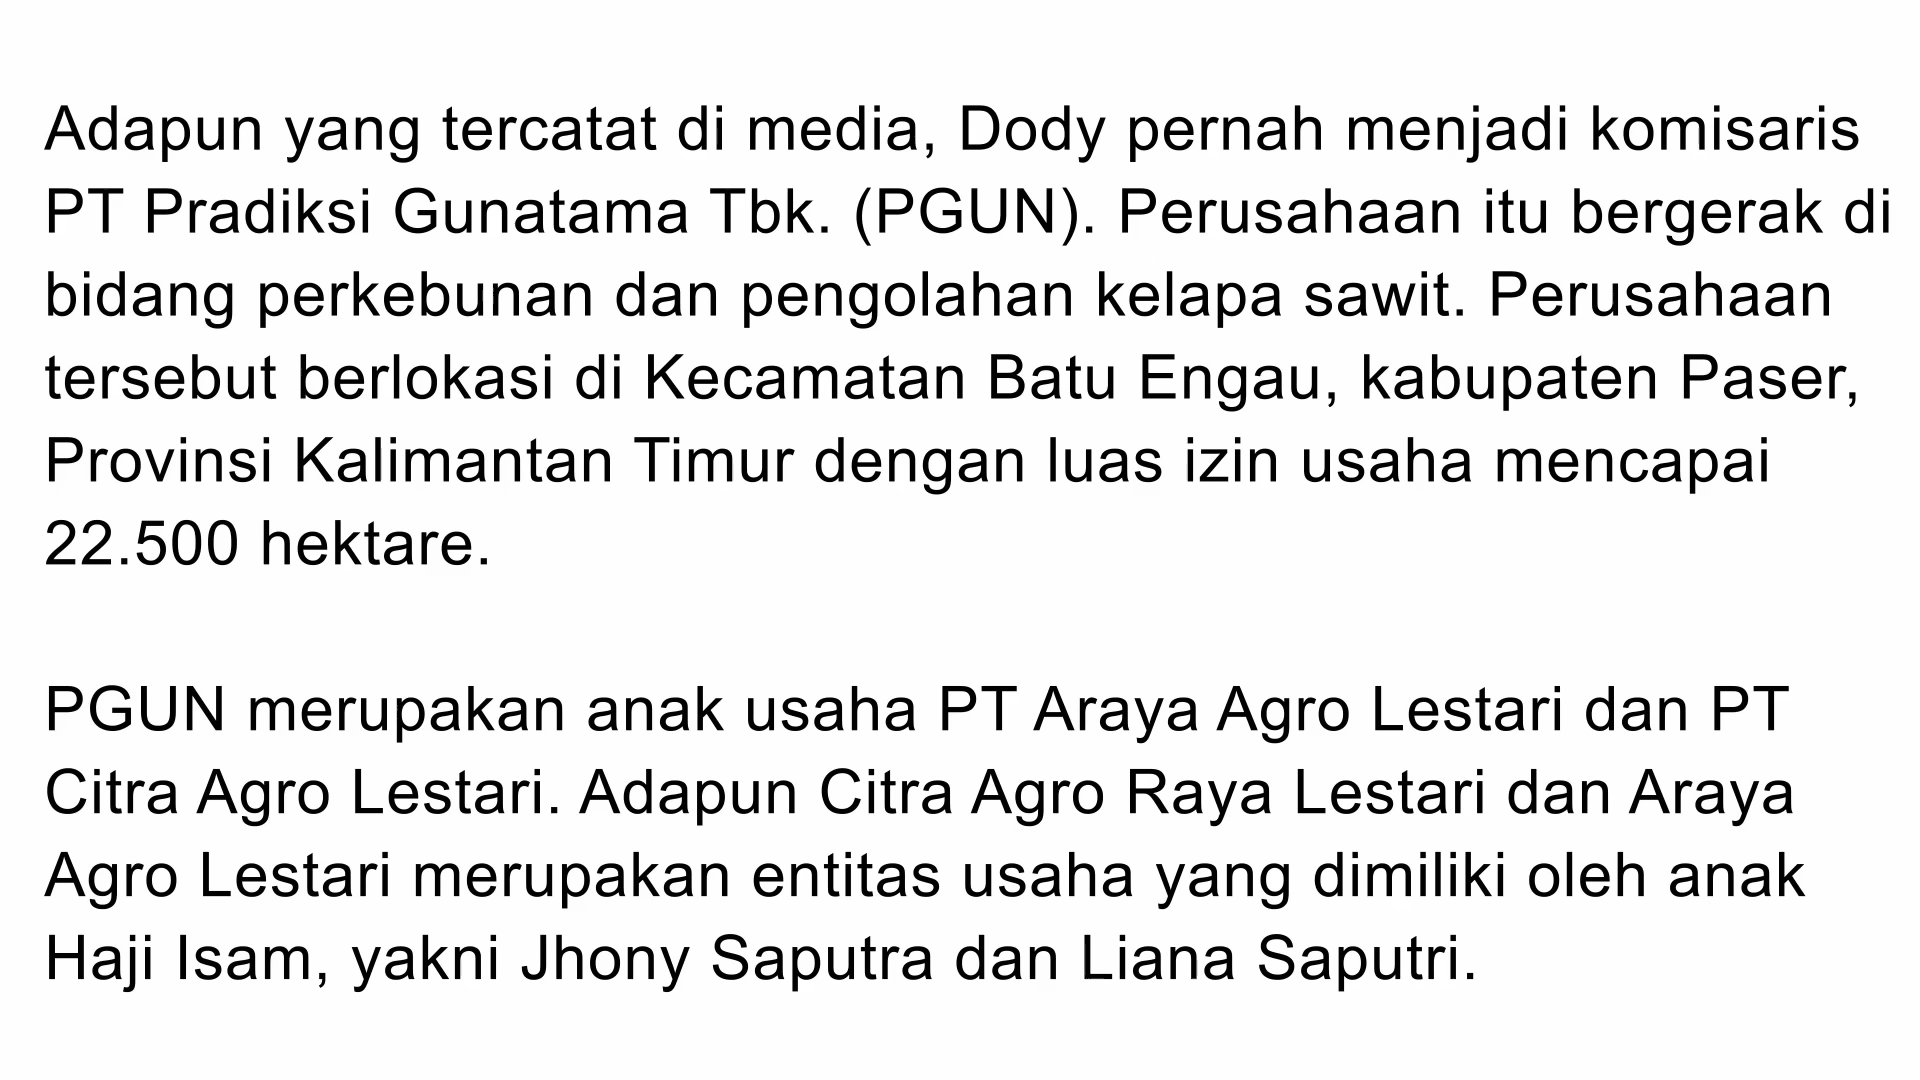 Adapun yang tercatat di media, Dody pernah menjadi komisaris
PT Pradiksi Gunatama Tbk. (PGUN). Perusahaan itu bergerak di
bidang perkebunan dan pengolahan kelapa sawit. Perusahaan
tersebut berlokasi di Kecamatan Batu Engau, kabupaten Paser,
Provinsi Kalimantan Timur dengan luas izin usaha mencapai
22.500 hektare.
PGUN merupakan anak usaha PT Araya Agro Lestari dan PT
Citra Agro Lestari. Adapun Citra Agro Raya Lestari dan Araya
Agro Lestari merupakan entitas usaha yang dimiliki oleh anak
Haji Isam, yakni Jhony Saputra dan Liana Saputri.